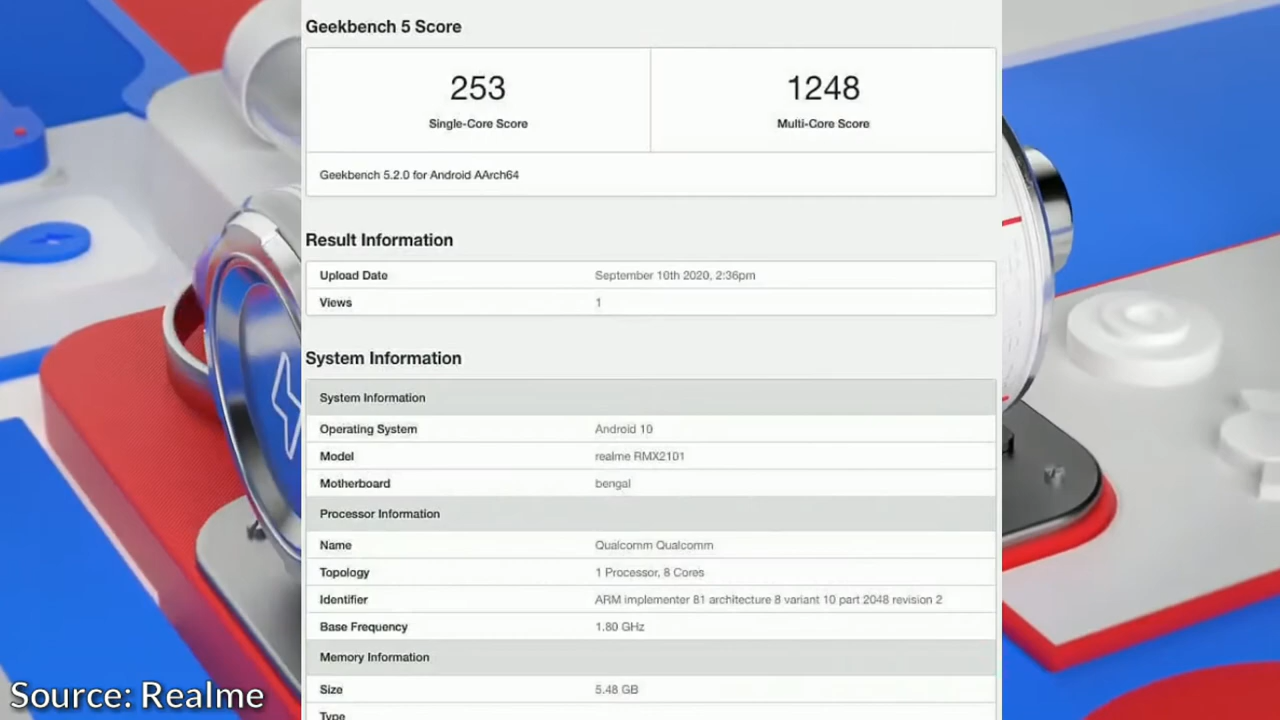 Geekbench 5 Score
253
1248
Single-Core Score
Multi-Core Score
Geekbench 5.2.0 for Android AArch64
Result Information
Upload Date September 10th 2020, 2:36pm
Views 1
System Information
System Information
Operating System Android 10
Model realme RMX2101
Motherboard bengal
Processor Information
Name Qualcomm Qualcomm
Topology 1 Processor, 8 Cores
Identifier ARM implementer 81 architecture 8 variant 10 part 2048 revision 2
Base Frequency 1.80 GHz
Memory Information
Size 5.48 GB
Type
Source: Realme